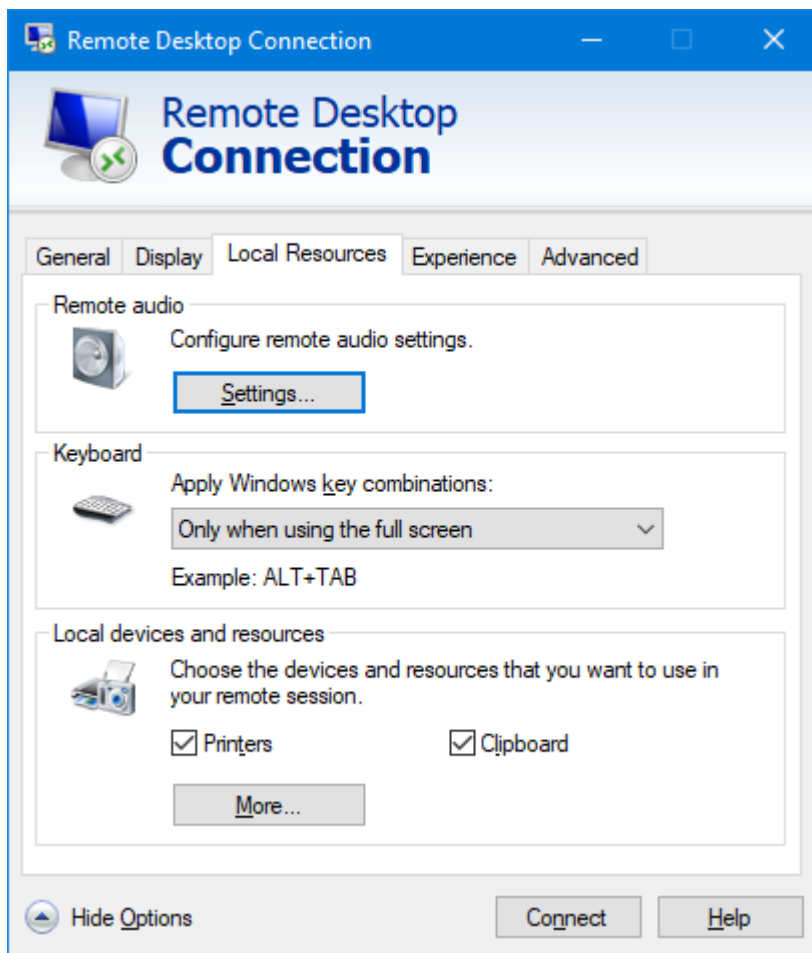 Remote Desktop Connection
Remote Desktop
Connection
General Display Local Resources Experience Advanced
Remote audio
Configure remote audio settings.
Settings...
Keyboard
Apply Windows key combinations:
Only when using the full screen
Example: ALT+TAB
Local devices and resources
Choose the devices and resources that you want to use in
your remote session.
Printers Clipboard
More...
Hide Options Connect Help